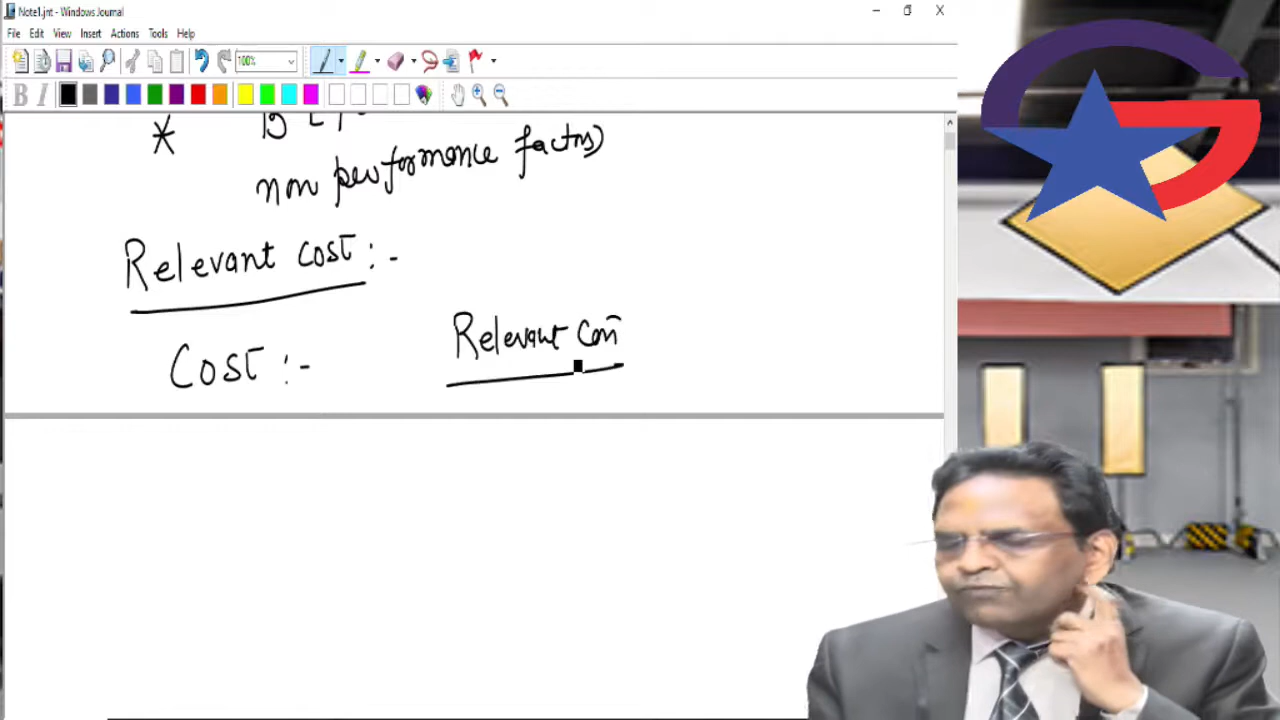 Note1.jnt - Windows Journal
File Edit View Insert Actions Tools Help
100%
B I
*
non performance factors)
Relevant cost :-
Cost :- Relevant Cost